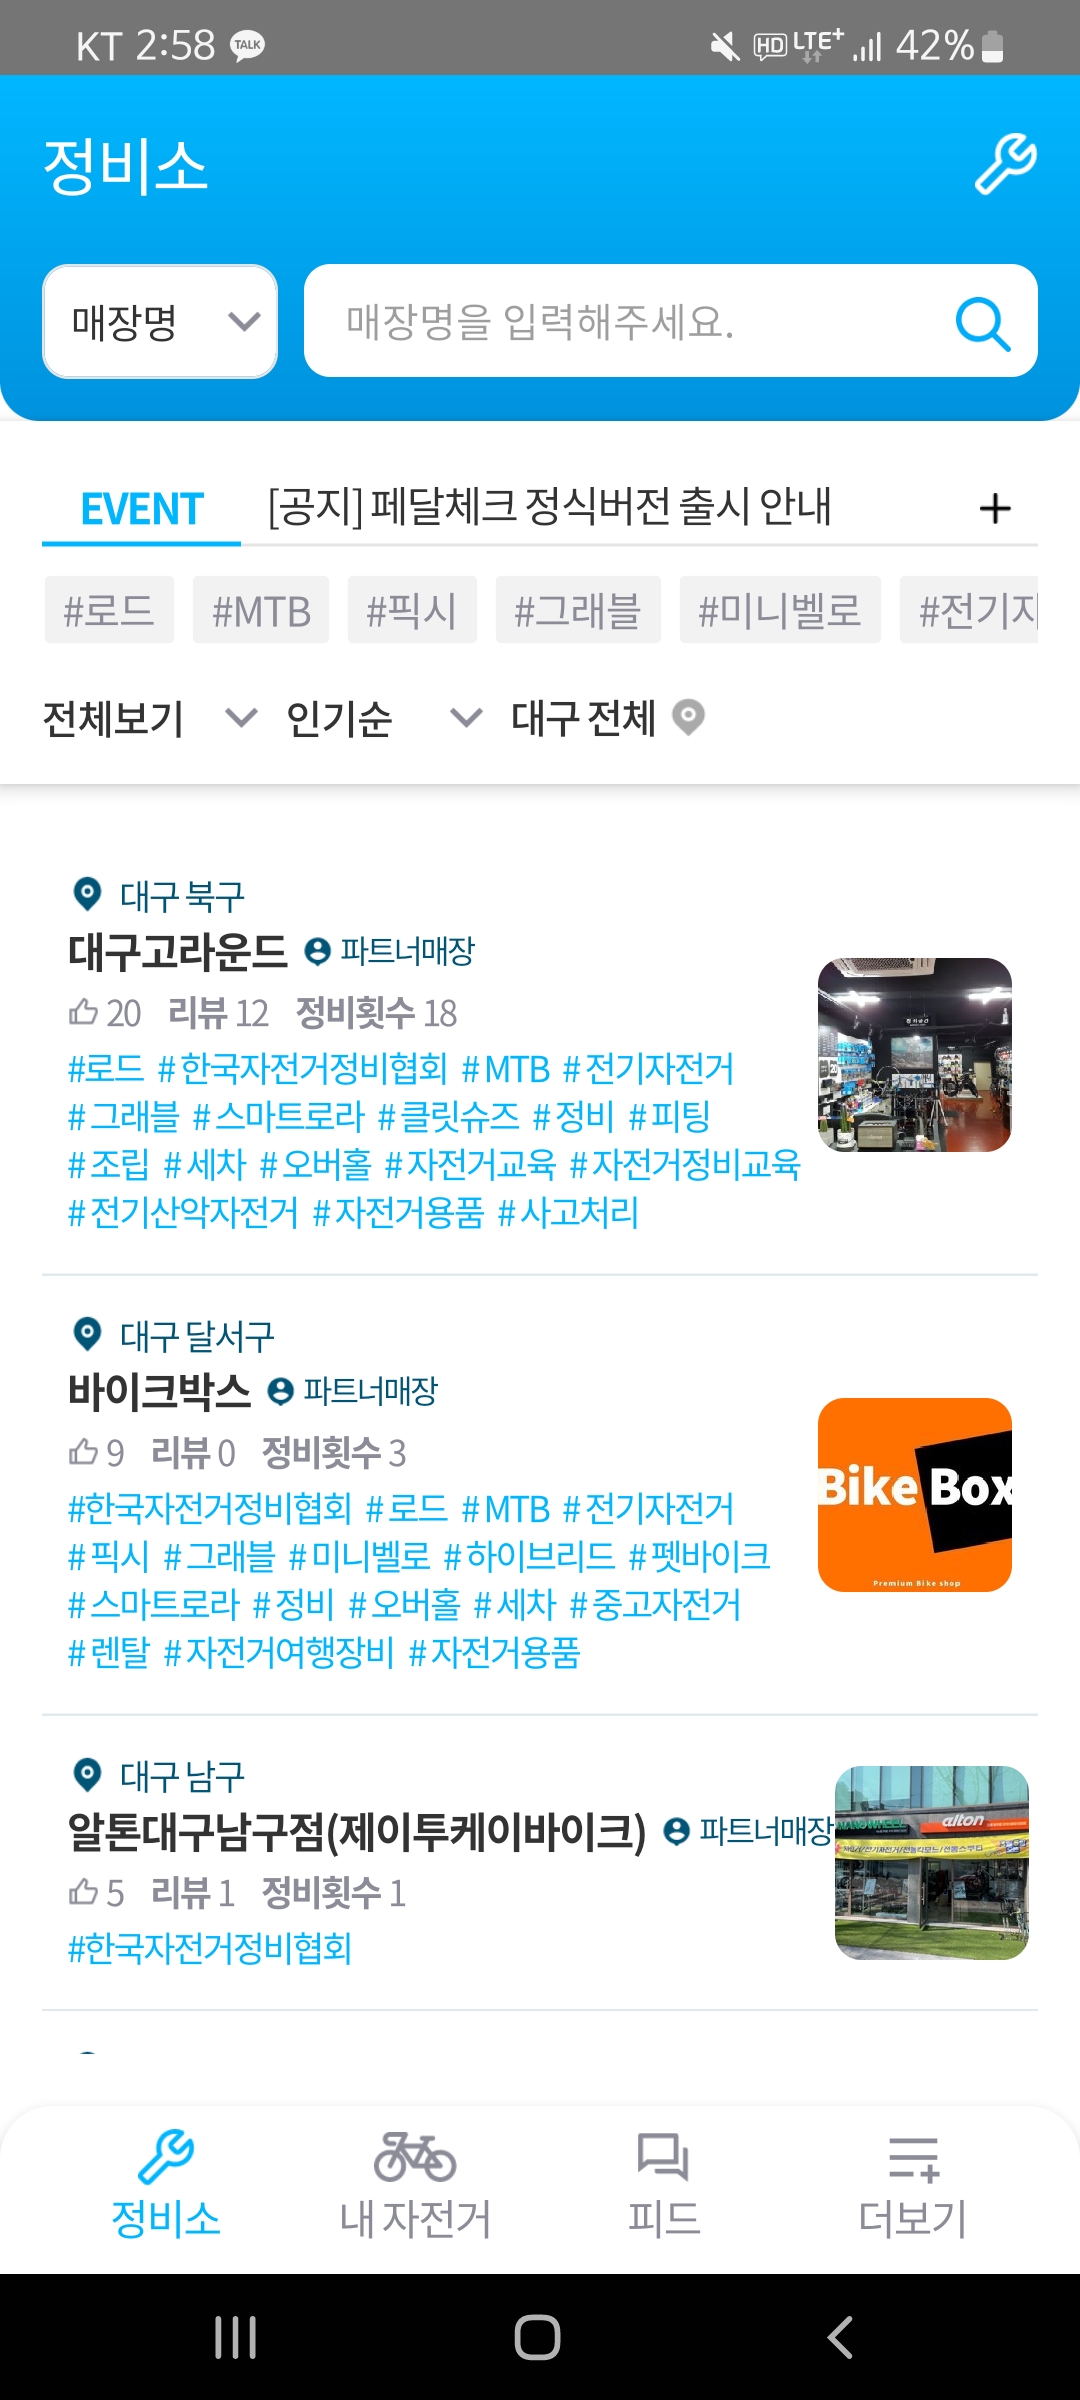 KT 2:58 TALK HD LTE+ 42%
정비소
매장명 매장명을 입력해주세요.
EVENT [공지] 페달체크 정식버전 출시 안내 +
#로드 #MTB #픽시 #그래블 #미니벨로 #전기자
전체보기 인기순 대구 전체
대구 북구
대구고라운드 파트너매장
20 리뷰 12 정비횟수 18
#로드 # 한국자전거정비협회 # MTB # 전기자전거
# 그래블 # 스마트로라 # 클릿슈즈 # 정비 # 피팅
# 조립 # 세차 # 오버홀 # 자전거교육 # 자전거정비교육
# 전기산악자전거 # 자전거용품 # 사고처리
대구 달서구
바이크박스 파트너매장
9 리뷰 0 정비횟수 3
#한국자전거정비협회 # 로드 # MTB # 전기자전거
# 픽시 # 그래블 # 미니벨로 # 하이브리드 # 펫바이크
# 스마트로라 # 정비 # 오버홀 # 세차 # 중고자전거
# 렌탈 # 자전거여행장비 # 자전거용품
Bike Box
Premium Bike shop
대구 남구
알톤대구남구점(제이투케이바이크) 파트너매장
5 리뷰 1 정비횟수 1
#한국자전거정비협회
alton
정비소 내 자전거 피드 더보기